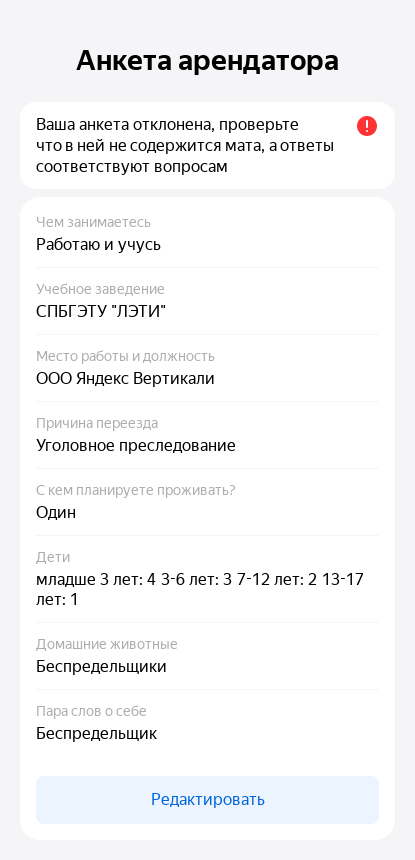 Анкета арендатора
Ваша анкета отклонена, проверьте
что в ней не содержится мата, а ответы
соответствуют вопросам
Чем занимаетесь
Работаю и учусь
Учебное заведение
СПБГЭТУ "ЛЭТИ"
Место работы и должность
ООО Яндекс Вертикали
Причина переезда
Уголовное преследование
С кем планируете проживать?
Один
Дети
младше 3 лет: 4 3-6 лет: 3 7-12 лет: 2 13-17
лет: 1
Домашние животные
Беспредельщики
Пара слов о себе
Беспредельщик
Редактировать